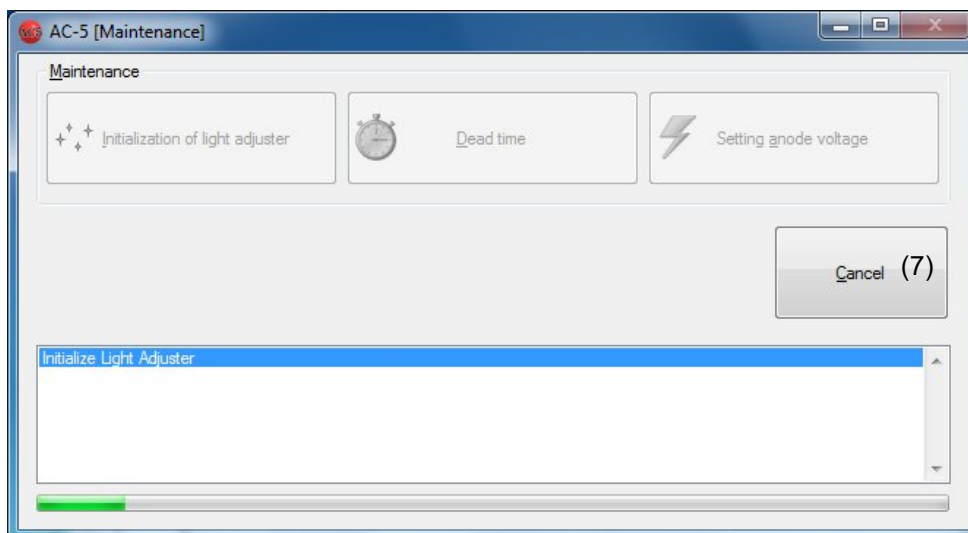 AC-5 [Maintenance]
Maintenance
Initialization of light adjuster
Dead time
Setting anode voltage
Cancel (7)
Initialize Light Adjuster